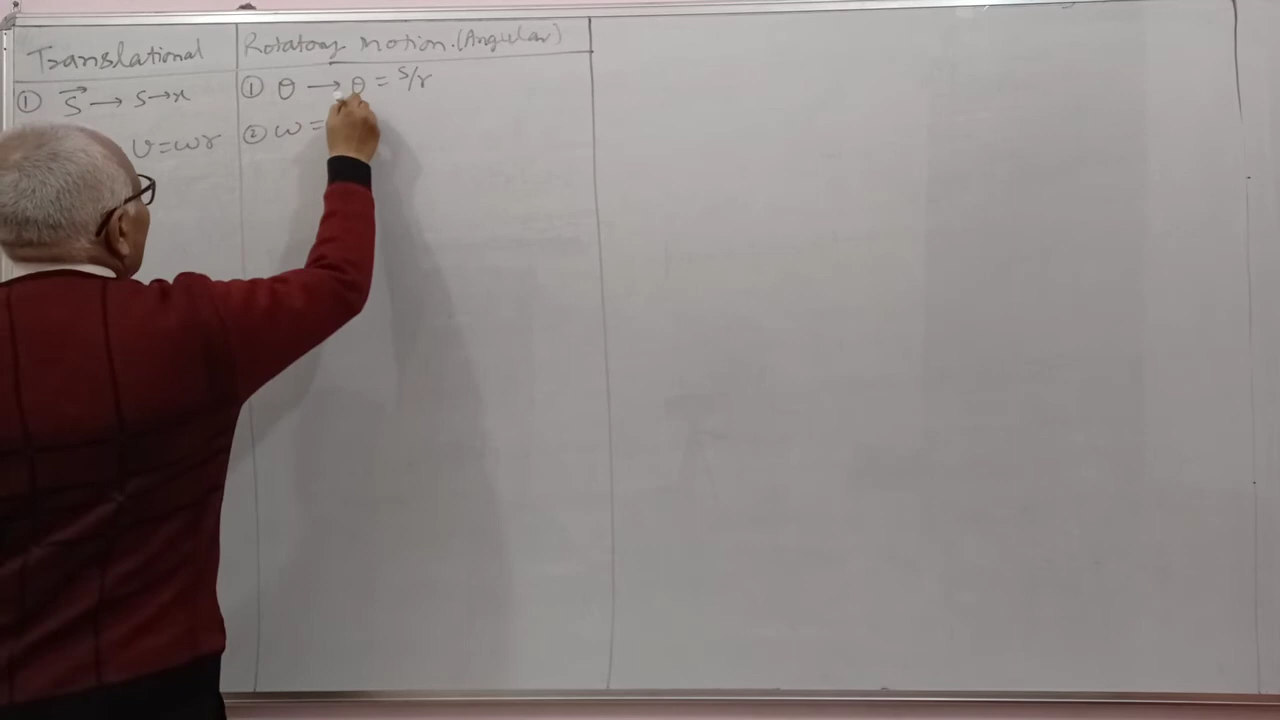 Translational
Rotatory Motion. (Angular)
① S⃗ → S→x
① θ → θ = S/r
v=ωr
② ω =